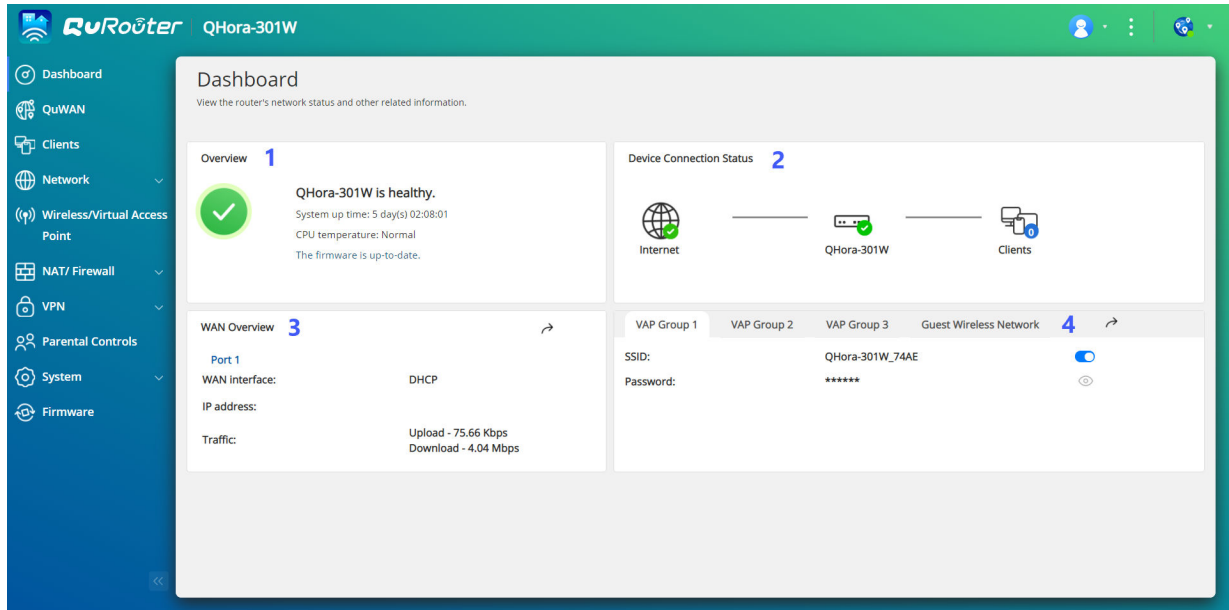 QuRouter QHora-301W
Dashboard
QuWAN
Clients
Network
Wireless/Virtual Access
Point
NAT/ Firewall
VPN
Parental Controls
System
Firmware
Dashboard
View the router's network status and other related information.
Overview 1
QHora-301W is healthy.
System up time: 5 day(s) 02:08:01
CPU temperature: Normal
The firmware is up-to-date.
Device Connection Status 2
Internet
QHora-301W
0
Clients
WAN Overview 3
Port 1
WAN interface: DHCP
IP address:
Traffic: Upload - 75.66 Kbps
Download - 4.04 Mbps
VAP Group 1 VAP Group 2 VAP Group 3 Guest Wireless Network 4
SSID: QHora-301W_74AE
Password: ******